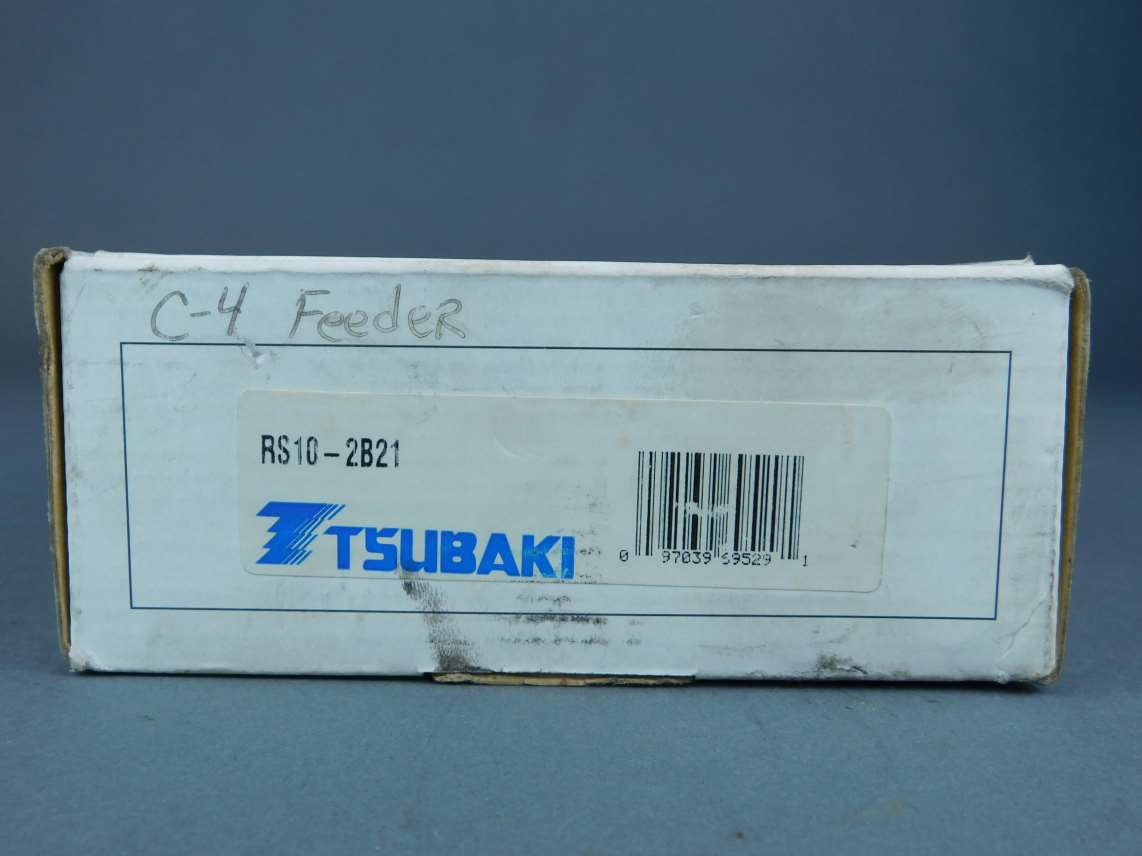 C-4 FeedeR
RS10-2B21
TSUBAKI
0 97039 69529 1